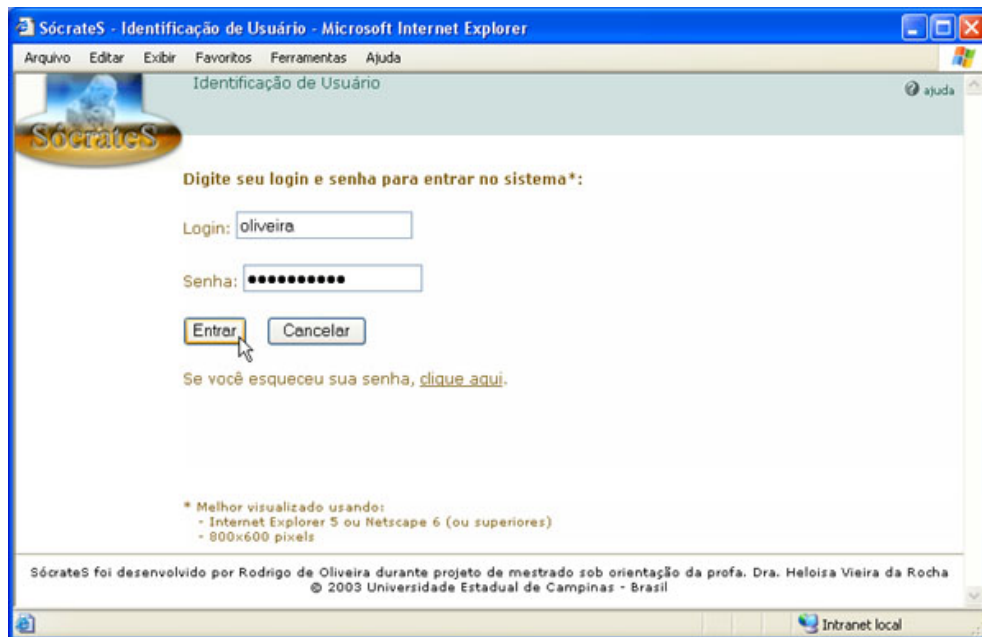 SócrateS - Identificação de Usuário - Microsoft Internet Explorer
Arquivo Editar Exibir Favoritos Ferramentas Ajuda
Identificação de Usuário
ajuda
SócrateS
Digite seu login e senha para entrar no sistema*:
Login: oliveira
Senha: ••••••••••
Entrar Cancelar
Se você esqueceu sua senha, clique aqui.
* Melhor visualizado usando:
- Internet Explorer 5 ou Netscape 6 (ou superiores)
- 800x600 pixels
SócrateS foi desenvolvido por Rodrigo de Oliveira durante projeto de mestrado sob orientação da profa. Dra. Heloisa Vieira da Rocha
© 2003 Universidade Estadual de Campinas - Brasil
Intranet local